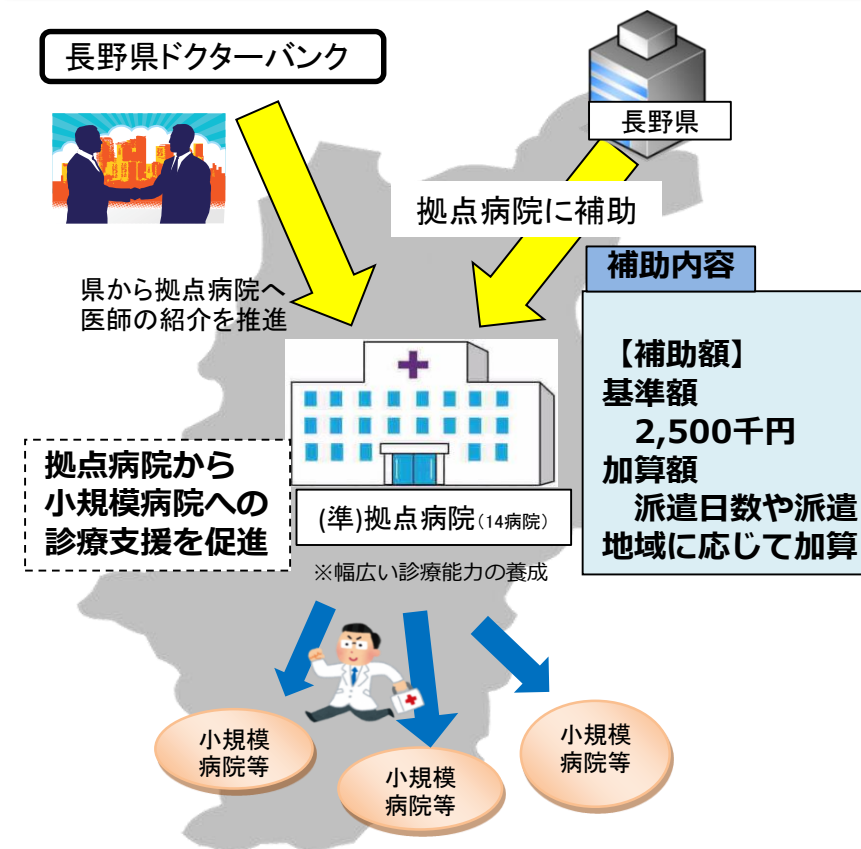 長野県ドクターバンク
長野県
拠点病院に補助
県から拠点病院へ
医師の紹介を推進
補助内容
【補助額】
基準額
2,500千円
加算額
派遣日数や派遣
地域に応じて加算
拠点病院から
小規模病院への
診療支援を促進
(準)拠点病院(14病院)
※幅広い診療能力の養成
小規模
病院等
小規模
病院等
小規模
病院等